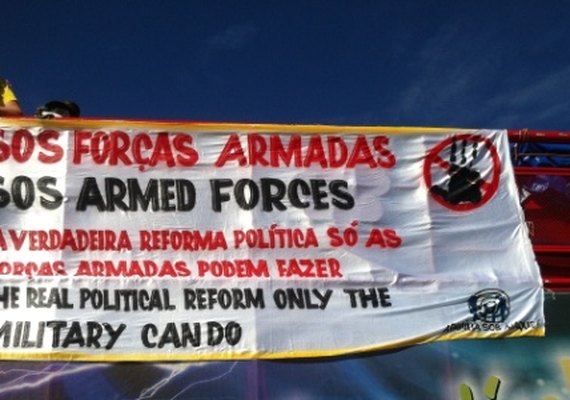 SOS FORÇAS ARMADAS
SOS ARMED FORCES
A VERDADEIRA REFORMA POLÍTICA SÓ AS
FORÇAS ARMADAS PODEM FAZER
THE REAL POLITICAL REFORM ONLY THE
MILITARY CAN DO